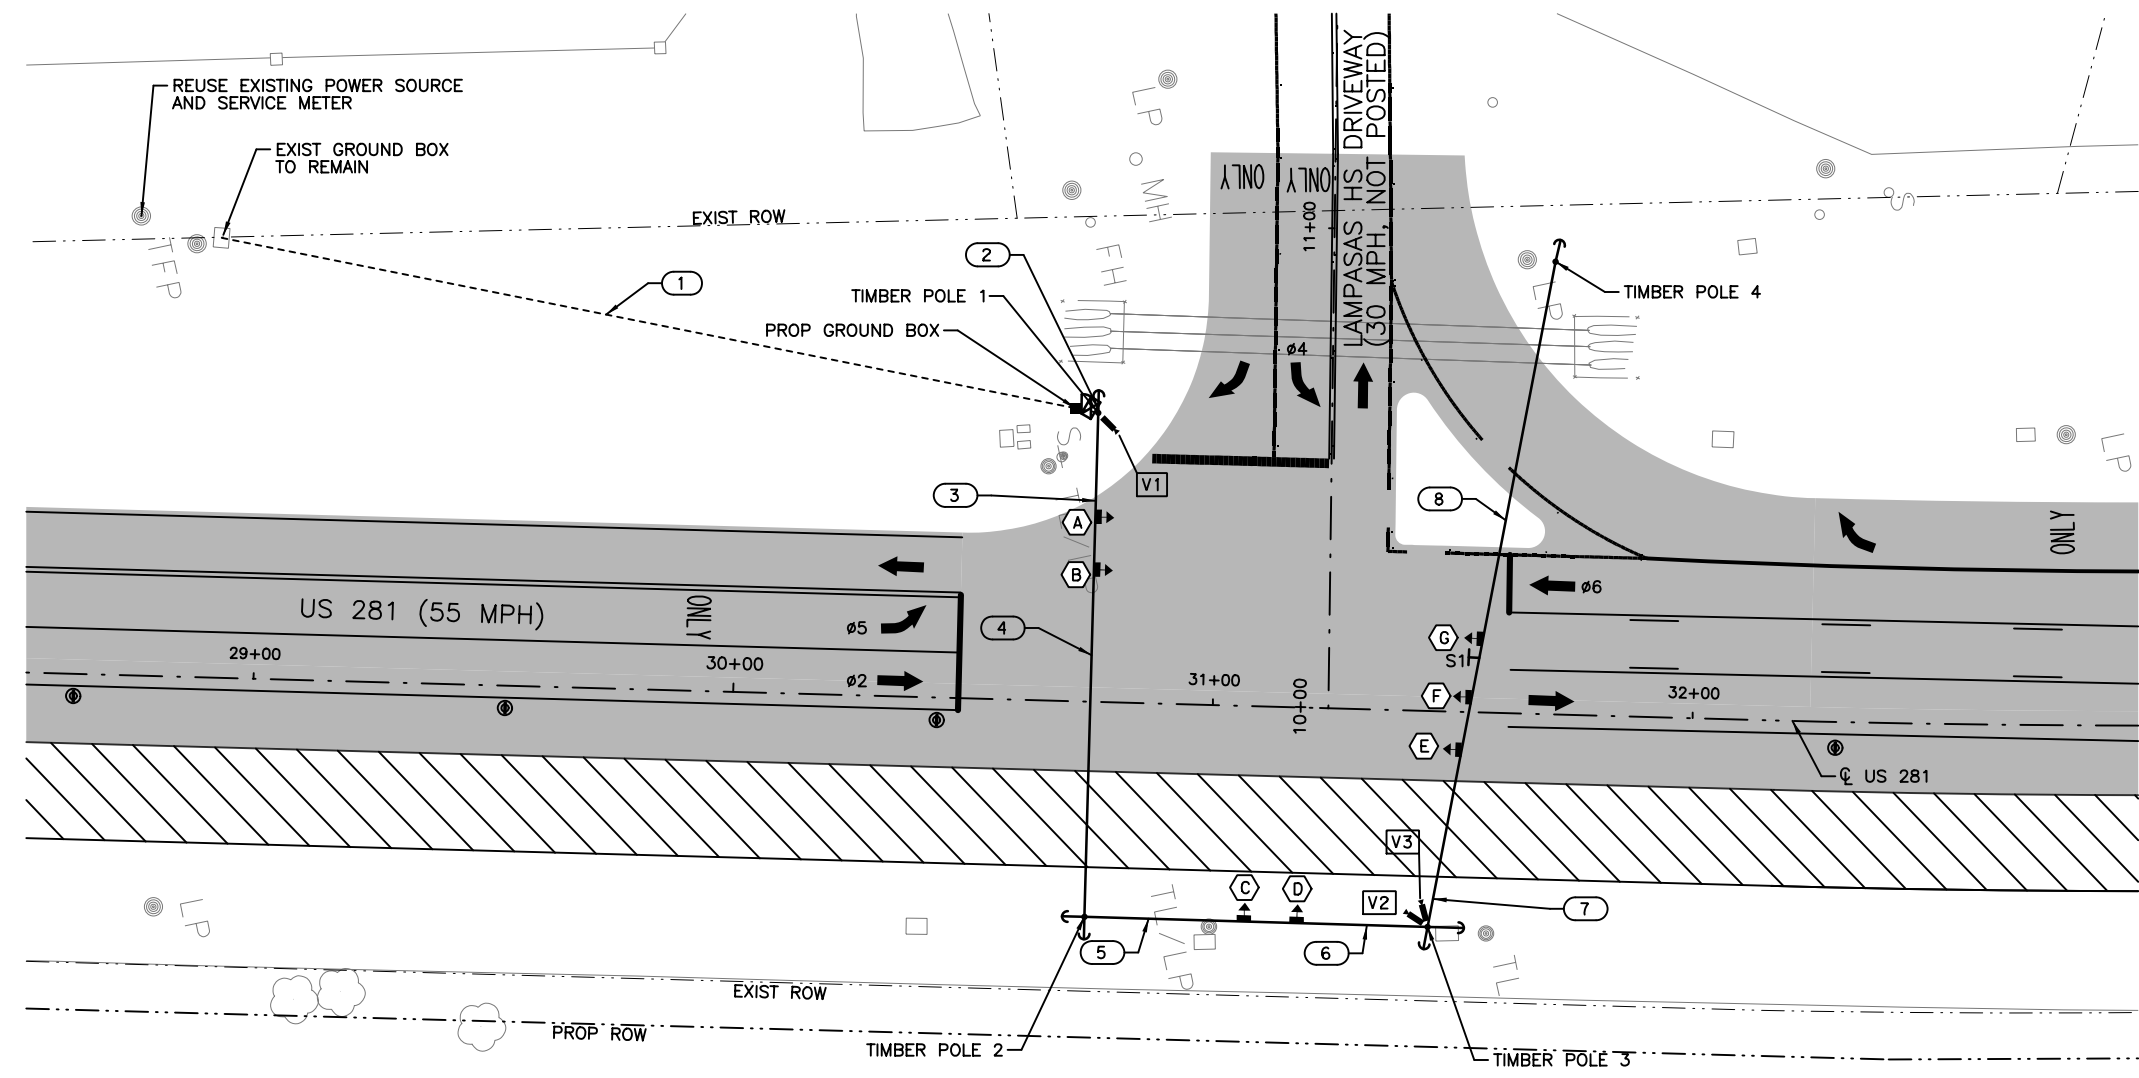 REUSE EXISTING POWER SOURCE
AND SERVICE METER
EXIST GROUND BOX
TO REMAIN
EXIST ROW
1
2
TIMBER POLE 1
PROP GROUND BOX
LP
MH
FH
TFP
LP
ONLY
ONLY
11+00
LAMPASAS HS DRIVEWAY
(30 MPH, NOT POSTED)
S
TIMBER POLE 4
LP
ø4
V1
3
A
B
8
ONLY
US 281 (55 MPH)
ONLY
ø5
4
ø6
G
S1
29+00
30+00
ø2
31+00
10+00
F
32+00
E
US 281
V3
C
D
V2
LP
7
5
6
TL
EXIST ROW
PROP ROW
TIMBER POLE 2
TIMBER POLE 3